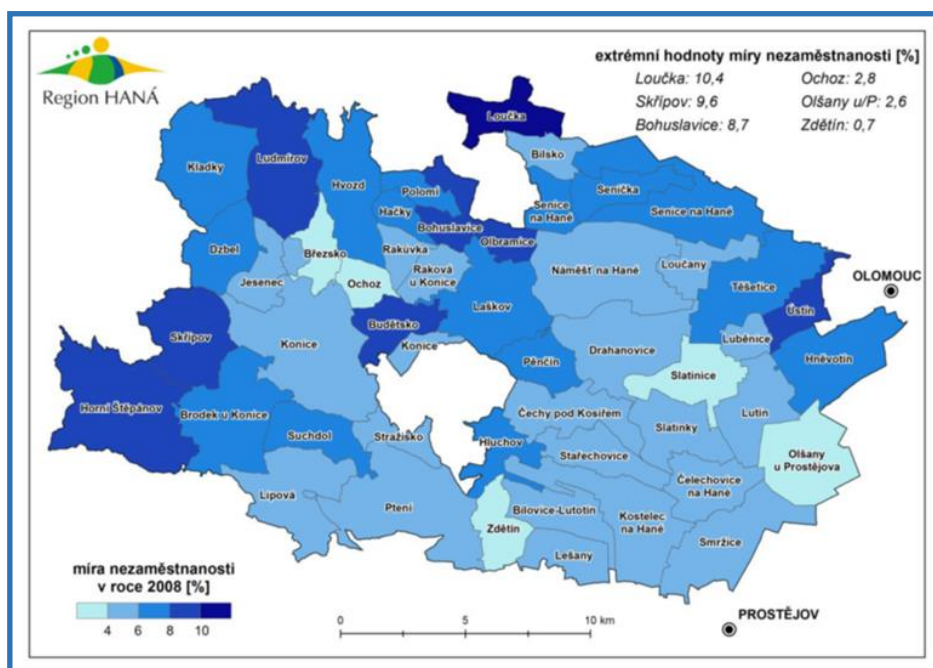 extrémní hodnoty míry nezaměstnanosti [%]
Loučka: 10,4 Ochoz: 2,8
Skřípov: 9,6 Olšany u/P: 2,6
Bohuslavice: 8,7 Zdětín: 0,7
Region HANÁ
Loučka
Bílsko
Kladky
Ludmírov
Hvozd
Polomí
Senička
Senice
na Hané
Senice na Hané
Hačky
Bohuslavice
Olbramice
Dzbel
Březsko
Rakůvka
Jesenec
Ochoz
Raková
u Konice
Náměšť na Hané
Loučany
Těšetice
OLOMOUC
Laškov
Ústín
Skřípov
Budětsko
Konice
Konice
Drahanovice
Luběnice
Hněvotín
Pěnčín
Slatinice
Horní Štěpánov
Brodek u Konice
Čechy pod Kosířem
Lutín
Suchdol
Stražisko
Hluchov
Slatinky
Stařechovice
Olšany
u Prostějova
Lipová
Ptení
Čelechovice
na Hané
Bílovice-Lutotín
Kostelec
na Hané
Zdětín
Smržice
Lešany
míra nezaměstnanosti
v roce 2008 [%]
4 6 8 10
0 5 10 km
PROSTĚJOV